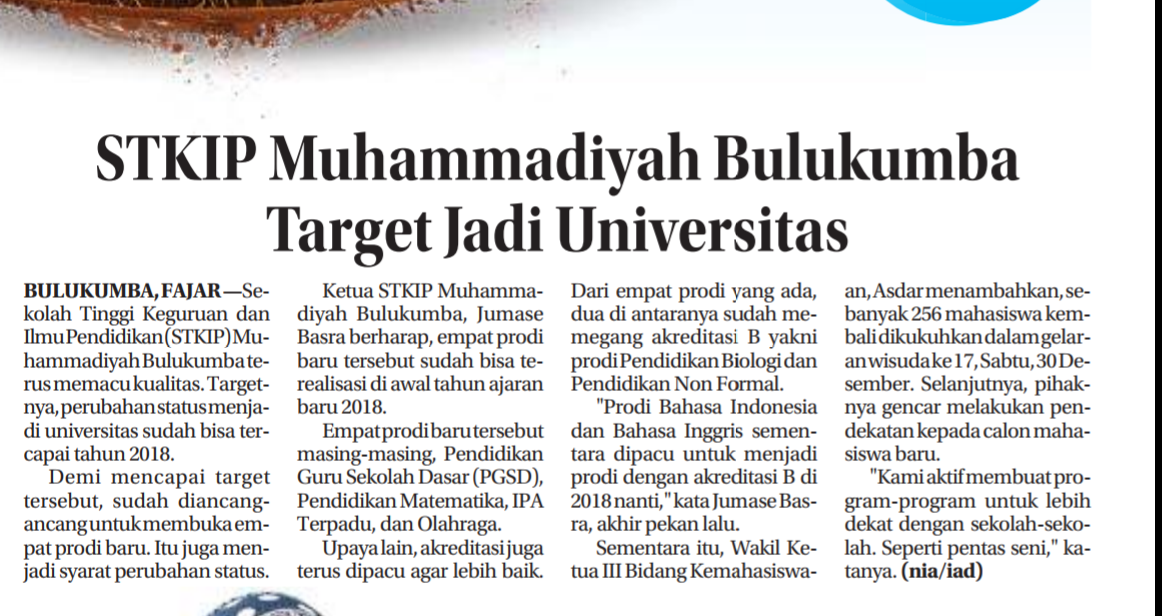 STKIP Muhammadiyah Bulukumba
Target Jadi Universitas
BULUKUMBA, FAJAR—Se-
kolah Tinggi Keguruan dan
Ilmu Pendidikan (STKIP) Mu-
hammadiyah Bulukumba te-
rus memacu kualitas. Target-
nya, perubahan status menja-
di universitas sudah bisa ter-
capai tahun 2018.
Demi mencapai target
tersebut, sudah diancang-
ancang untuk membuka em-
pat prodi baru. Itu juga men-
jadi syarat perubahan status.
Ketua STKIP Muhamma-
diyah Bulukumba, Jumase
Basra berharap, empat prodi
baru tersebut sudah bisa te-
realisasi di awal tahun ajaran
baru 2018.
Empat prodi baru tersebut
masing-masing, Pendidikan
Guru Sekolah Dasar (PGSD),
Pendidikan Matematika, IPA
Terpadu, dan Olahraga.
Upaya lain, akreditasi juga
terus dipacu agar lebih baik.
Dari empat prodi yang ada,
dua di antaranya sudah me-
megang akreditasi B yakni
prodi Pendidikan Biologi dan
Pendidikan Non Formal.
"Prodi Bahasa Indonesia
dan Bahasa Inggris semen-
tara dipacu untuk menjadi
prodi dengan akreditasi B di
2018 nanti," kata Jumase Bas-
ra, akhir pekan lalu.
Sementara itu, Wakil Ke-
tua III Bidang Kemahasiswa-
an, Asdar menambahkan, se-
banyak 256 mahasiswa kem-
bali dikukuhkan dalam gelar-
an wisuda ke 17, Sabtu, 30 De-
sember. Selanjutnya, pihak-
nya gencar melakukan pen-
dekatan kepada calon maha-
siswa baru.
"Kami aktif membuat pro-
gram-program untuk lebih
dekat dengan sekolah-seko-
lah. Seperti pentas seni," ka-
tanya. (nia/iad)